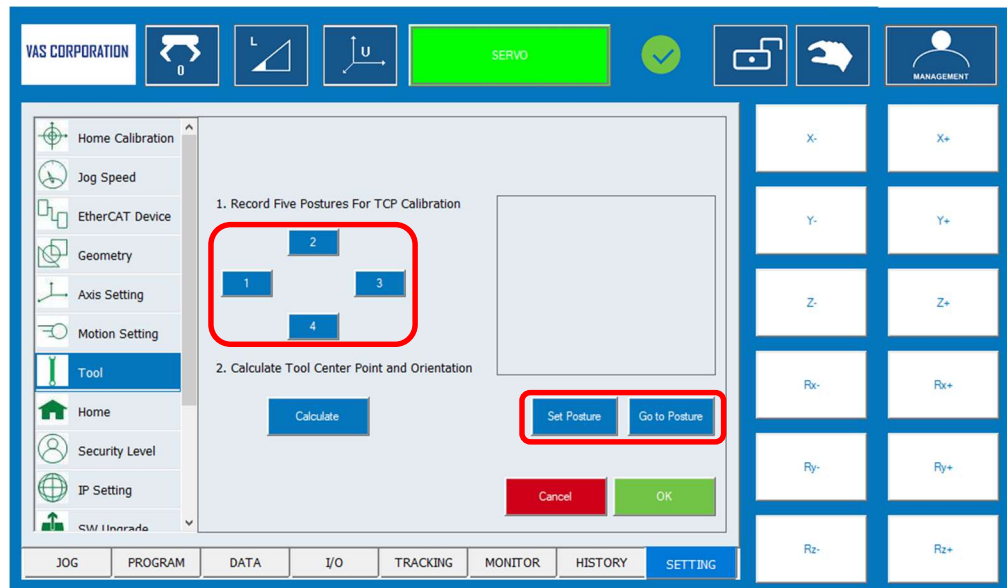 VAS CORPORATION
0
L
U
SERVO
MANAGEMENT
Home Calibration
Jog Speed
EtherCAT Device
Geometry
Axis Setting
Motion Setting
Tool
Home
Security Level
IP Setting
SW Upgrade
1. Record Five Postures For TCP Calibration
2
1
3
4
2. Calculate Tool Center Point and Orientation
Calculate
Set Posture
Go to Posture
Cancel
OK
X-
X+
Y-
Y+
Z-
Z+
Rx-
Rx+
Ry-
Ry+
Rz-
Rz+
JOG
PROGRAM
DATA
I/O
TRACKING
MONITOR
HISTORY
SETTING